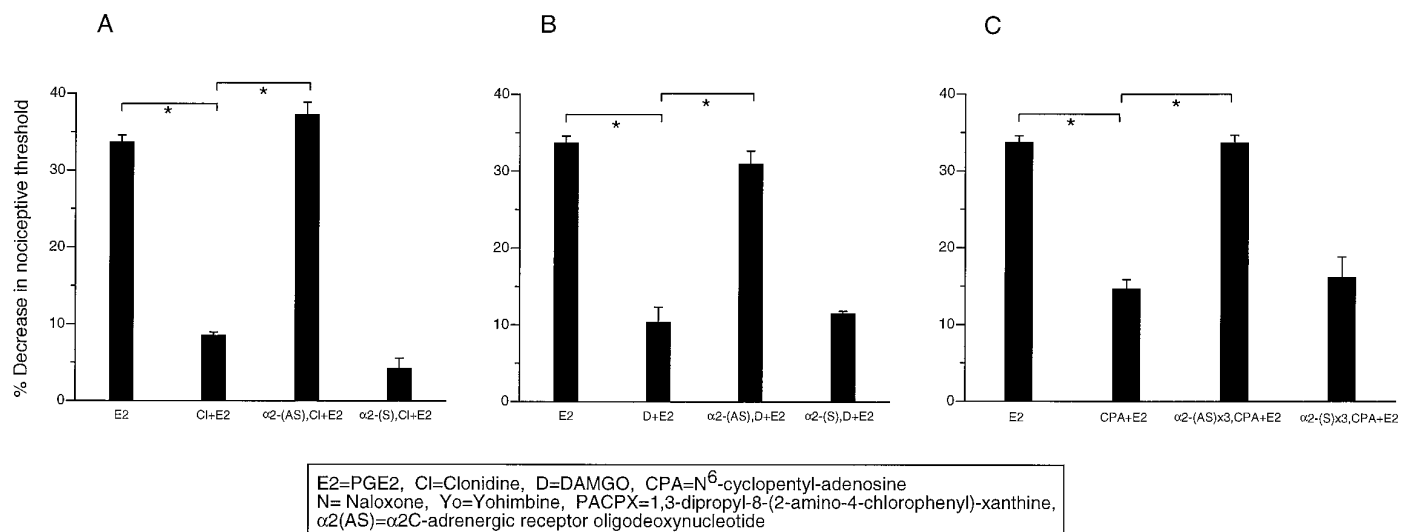 A
B
C
% Decrease in nociceptive threshold
40
30
20
10
0
*
*
E2
Cl+E2
α2-(AS),Cl+E2
α2-(S),Cl+E2
40
30
20
10
0
*
*
E2
D+E2
α2-(AS),D+E2
α2-(S),D+E2
40
30
20
10
0
*
*
E2
CPA+E2
α2-(AS)x3,CPA+E2
α2-(S)x3,CPA+E2
E2=PGE2, Cl=Clonidine, D=DAMGO, CPA=N⁶-cyclopentyl-adenosine
N= Naloxone, Yo=Yohimbine, PACPX=1,3-dipropyl-8-(2-amino-4-chlorophenyl)-xanthine,
α2(AS)=α2C-adrenergic receptor oligodeoxynucleotide